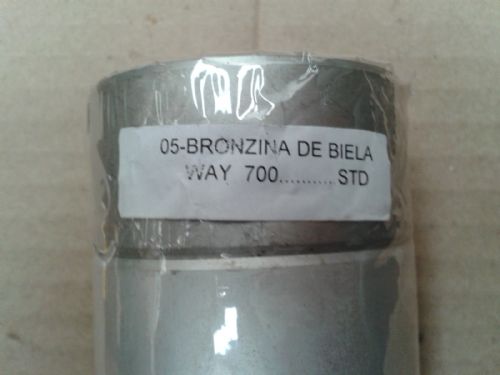 05-BRONZINA DE BIELA
WAY 700.......... STD